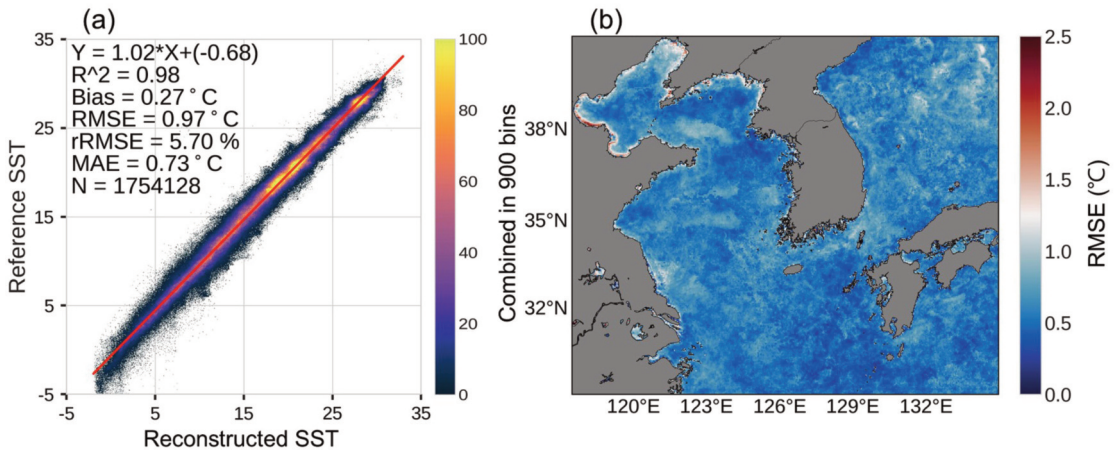 (a)
35
25
15
5
-5
Reference SST
Y = 1.02*X+(-0.68)
R^2 = 0.98
Bias = 0.27°C
RMSE = 0.97°C
rRMSE = 5.70 %
MAE = 0.73°C
N = 1754128
-5 5 15 25 35
Reconstructed SST
100
80
60
40
20
0
Combined in 900 bins
(b)
38°N
35°N
32°N
120°E 123°E 126°E 129°E 132°E
2.5
2.0
1.5
1.0
0.5
0.0
RMSE (℃)